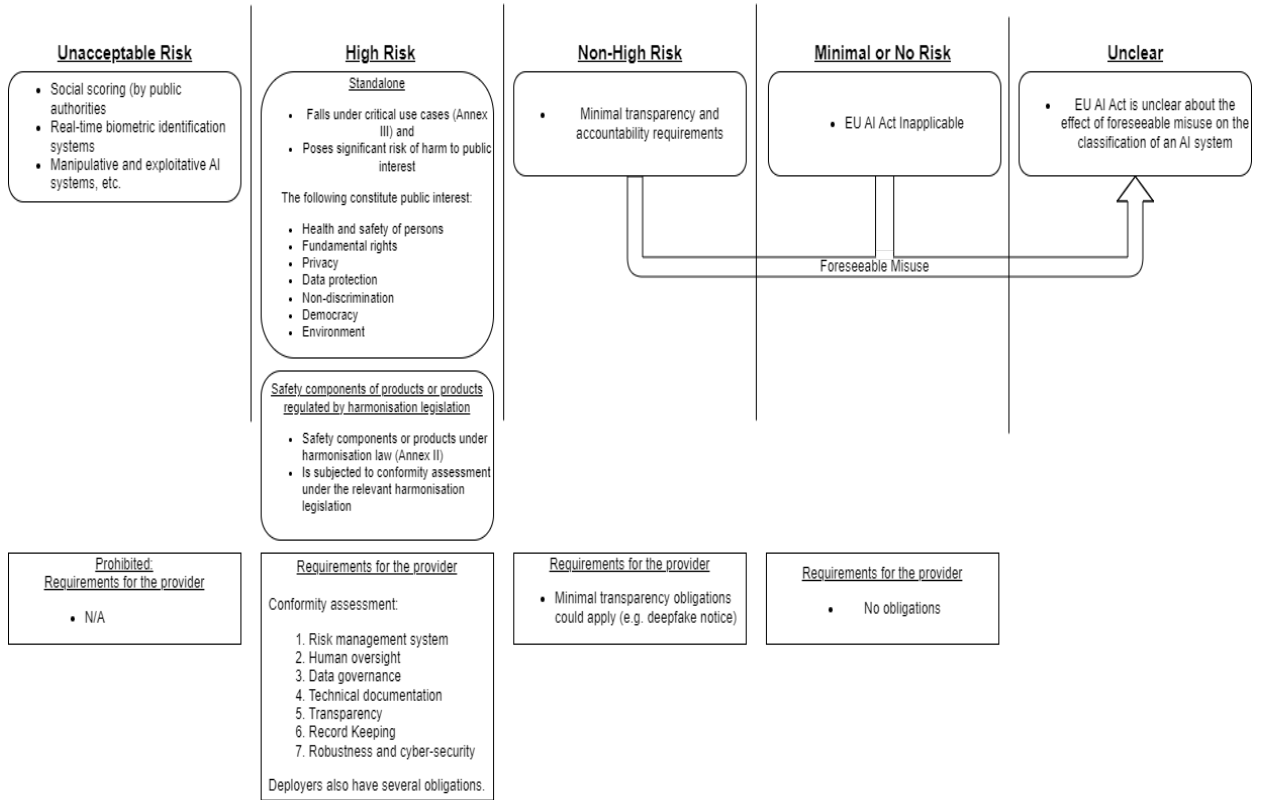 Unacceptable Risk
Social scoring (by public
authorities
Real-time biometric identification
systems
Manipulative and exploitative AI
systems, etc.
High Risk
Standalone
Falls under critical use cases (Annex
III) and
Poses significant risk of harm to public
interest
The following constitute public interest:
Health and safety of persons
Fundamental rights
Privacy
Data protection
Non-discrimination
Democracy
Environment
Safety components of products or products
regulated by harmonisation legislation
Safety components or products under
harmonisation law (Annex II)
Is subjected to conformity assessment
under the relevant harmonisation
legislation
Non-High Risk
Minimal transparency and
accountability requirements
Minimal or No Risk
EU AI Act Inapplicable
Unclear
EU AI Act is unclear about the
effect of foreseeable misuse on the
classification of an AI system
Foreseeable Misuse
Prohibited:
Requirements for the provider
N/A
Requirements for the provider
Conformity assessment:
1. Risk management system
2. Human oversight
3. Data governance
4. Technical documentation
5. Transparency
6. Record Keeping
7. Robustness and cyber-security
Deployers also have several obligations.
Requirements for the provider
Minimal transparency obligations
could apply (e.g. deepfake notice)
Requirements for the provider
No obligations